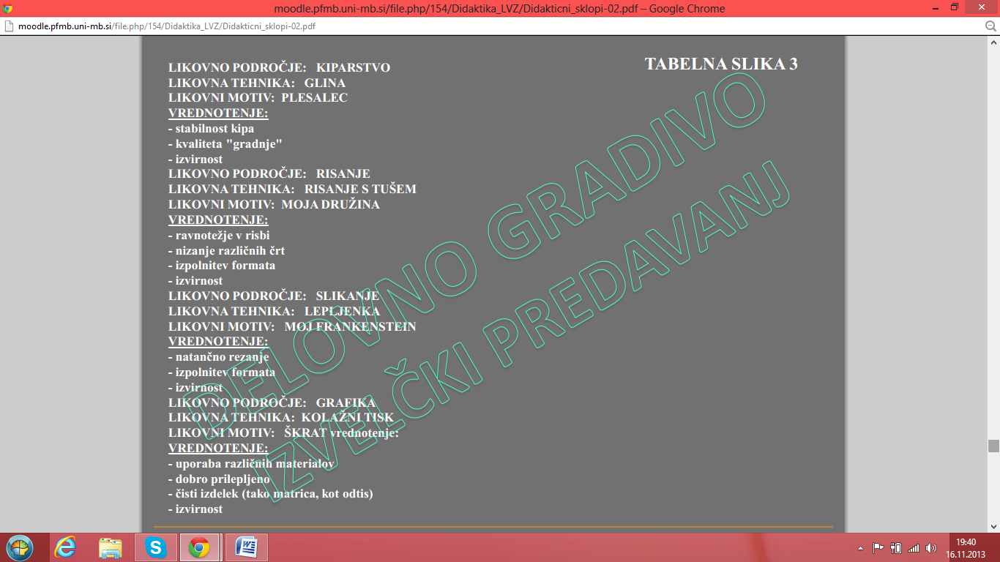 moodle.pfmb.uni-mb.si/file.php/154/Didaktika_LVZ/Didakticni_sklopi-02.pdf – Google Chrome
moodle.pfmb.uni-mb.si/file.php/154/Didaktika_LVZ/Didakticni_sklopi-02.pdf
TABELNA SLIKA 3
LIKOVNO PODROČJE: KIPARSTVO
LIKOVNA TEHNIKA: GLINA
LIKOVNI MOTIV: PLESALEC
VREDNOTENJE:
- stabilnost kipa
- kvaliteta "gradnje"
- izvirnost
LIKOVNO PODROČJE: RISANJE
LIKOVNA TEHNIKA: RISANJE S TUŠEM
LIKOVNI MOTIV: MOJA DRUŽINA
VREDNOTENJE:
- ravnotežje v risbi
- nizanje različnih črt
- izpolnitev formata
- izvirnost
LIKOVNO PODROČJE: SLIKANJE
LIKOVNA TEHNIKA: LEPLJENKA
LIKOVNI MOTIV: MOJ FRANKENSTEIN
VREDNOTENJE:
- natančno rezanje
- izpolnitev formata
- izvirnost
LIKOVNO PODROČJE: GRAFIKA
LIKOVNA TEHNIKA: KOLAŽNI TISK
LIKOVNI MOTIV: ŠKRAT vrednotenje:
VREDNOTENJE:
- uporaba različnih materialov
- dobro prilepljeno
- čisti izdelek (tako matrica, kot odtis)
- izvirnost
DELOVNO GRADIVO
IZVELČKI PREDAVANJ
19:40
16.11.2013